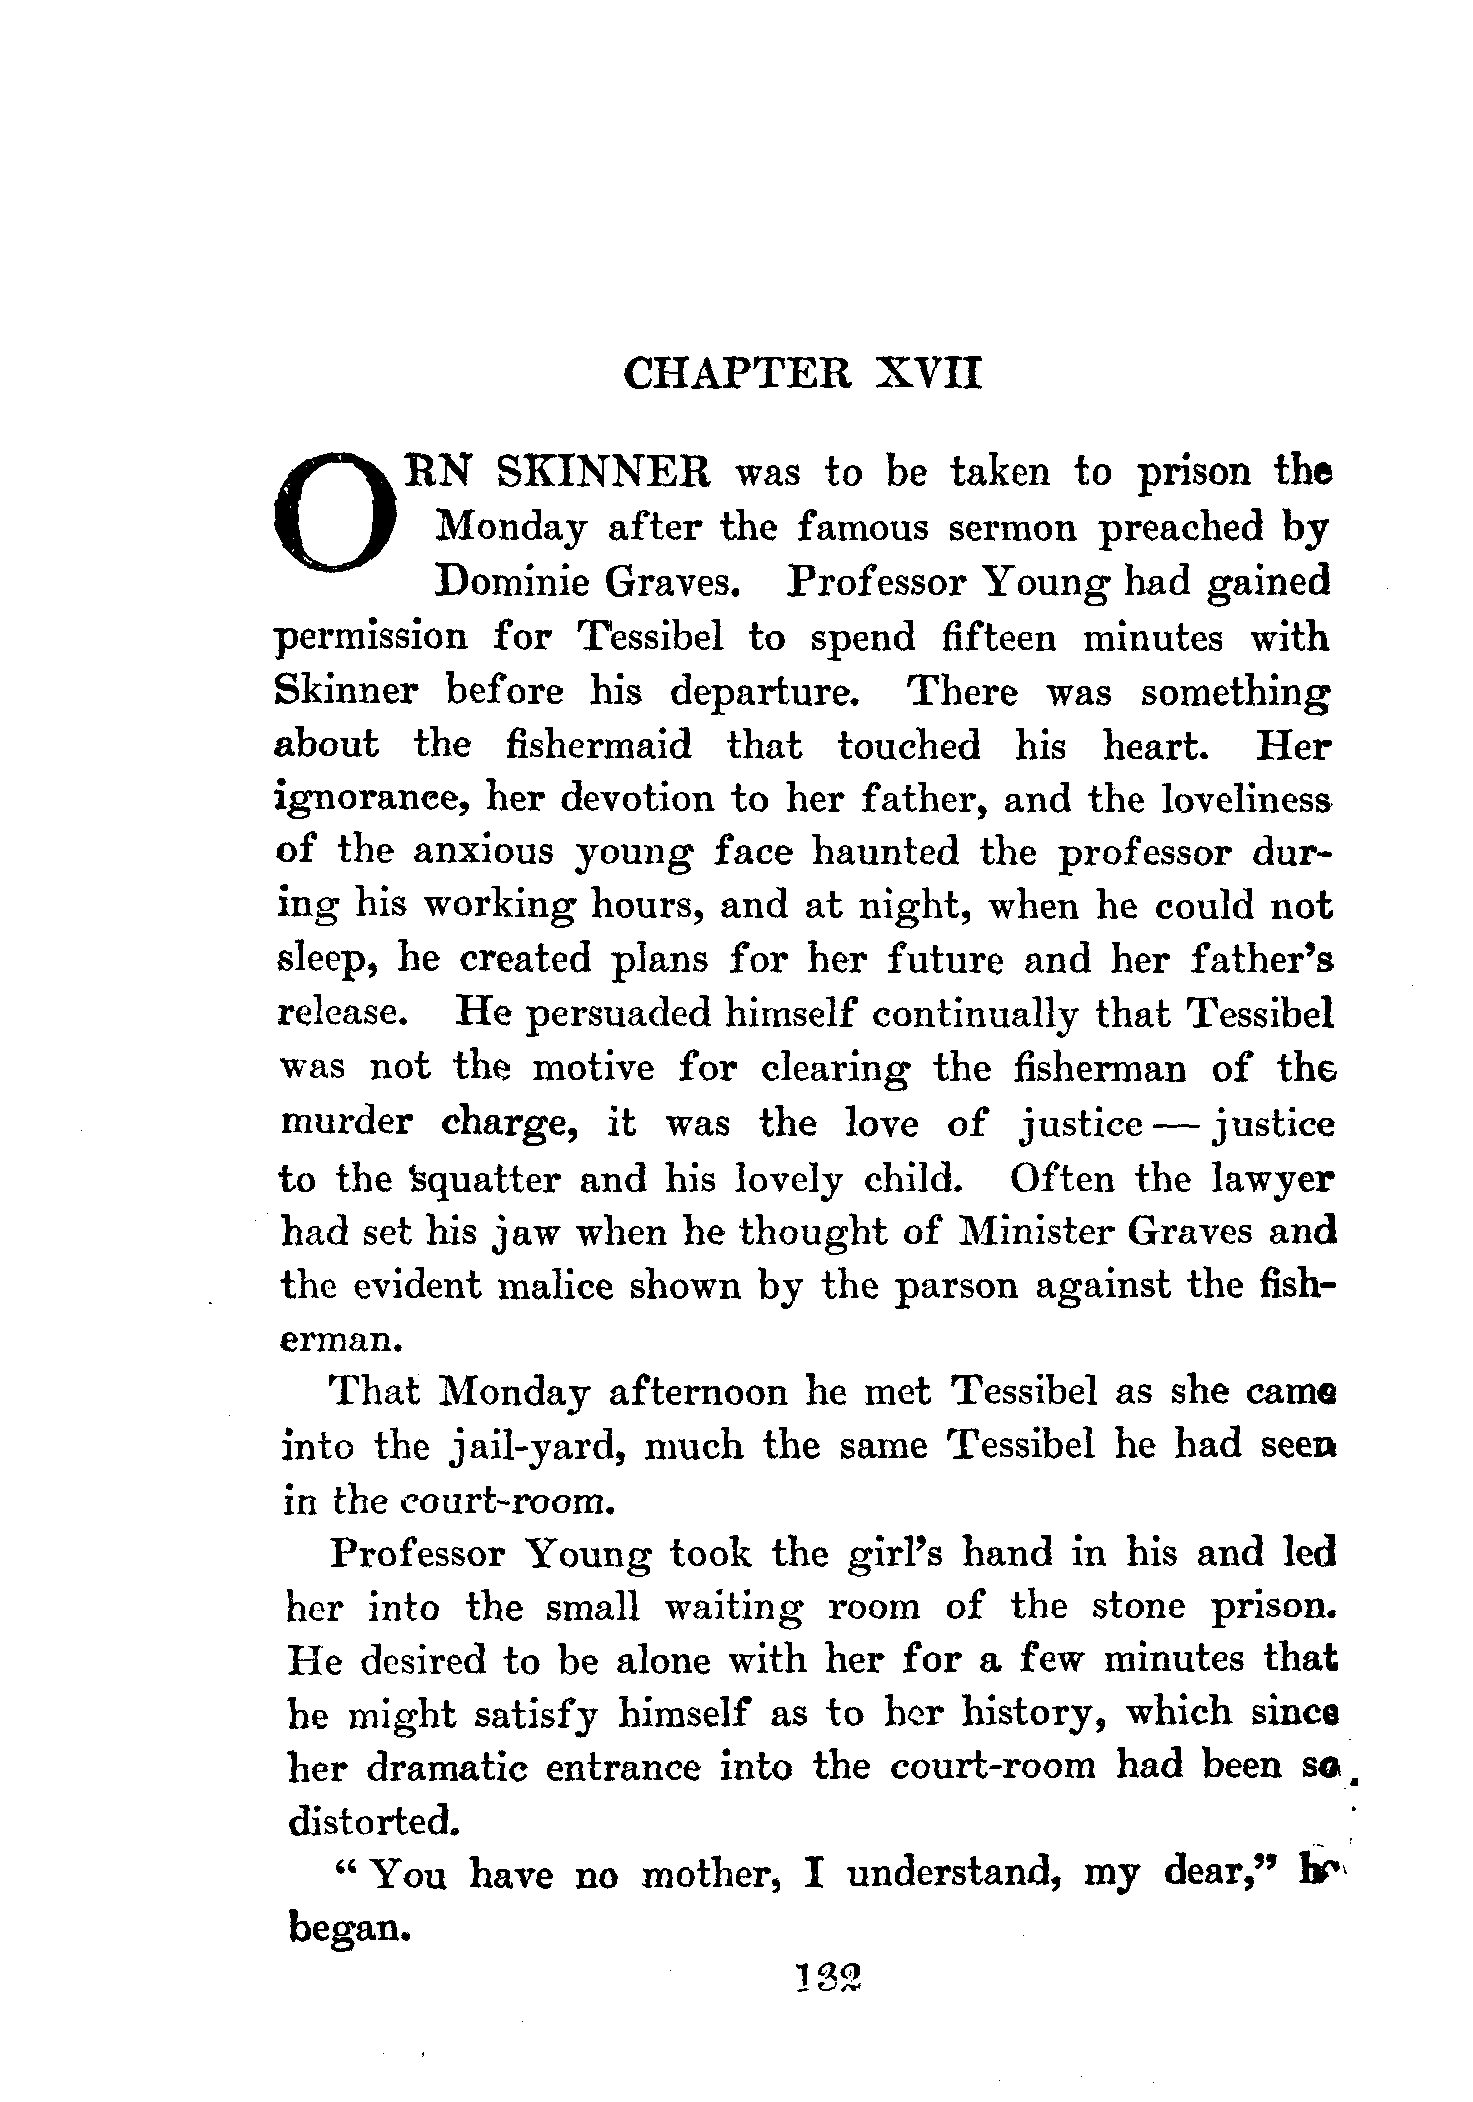 CHAPTER XVII
ORN SKINNER was to be taken to prison the
Monday after the famous sermon preached by
Dominie Graves. Professor Young had gained
permission for Tessibel to spend fifteen minutes with
Skinner before his departure. There was something
about the fishermaid that touched his heart. Her
ignorance, her devotion to her father, and the loveliness
of the anxious young face haunted the professor dur-
ing his working hours, and at night, when he could not
sleep, he created plans for her future and her father's
release. He persuaded himself continually that Tessibel
was not the motive for clearing the fisherman of the
murder charge, it was the love of justice — justice
to the squatter and his lovely child. Often the lawyer
had set his jaw when he thought of Minister Graves and
the evident malice shown by the parson against the fish-
erman.
That Monday afternoon he met Tessibel as she came
into the jail-yard, much the same Tessibel he had seen
in the court-room.
Professor Young took the girl's hand in his and led
her into the small waiting room of the stone prison.
He desired to be alone with her for a few minutes that
he might satisfy himself as to her history, which since
her dramatic entrance into the court-room had been so
distorted.
" You have no mother, I understand, my dear," he
began.
132